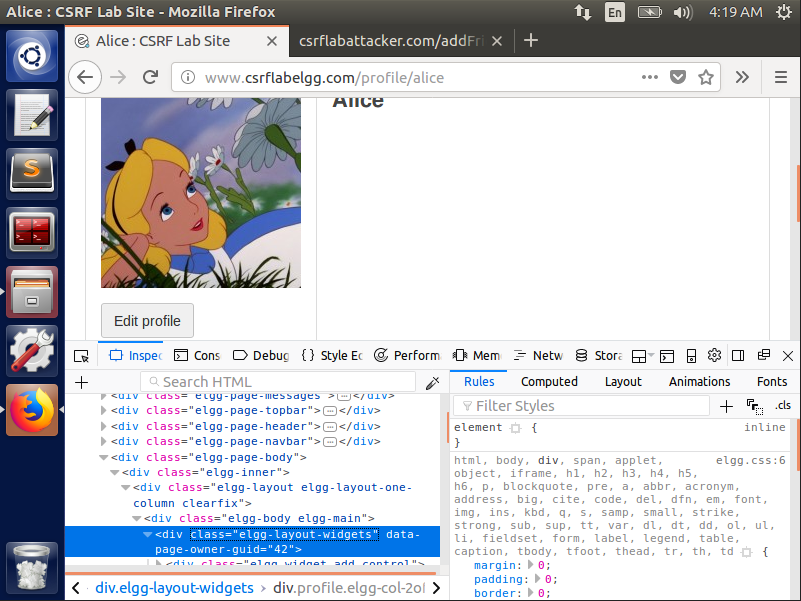 Alice : CSRF Lab Site - Mozilla Firefox
En
4:19 AM
Alice : CSRF Lab Site
csrflabattacker.com/addFri
www.csrflabelgg.com/profile/alice
Alice
Edit profile
Inspec
Cons
Debug
Style Ec
Perform
Mem
Netw
Stora
Search HTML
<div class="elgg-page-messages">…</div>
<div class="elgg-page-topbar">…</div>
<div class="elgg-page-header">…</div>
<div class="elgg-page-navbar">…</div>
<div class="elgg-page-body">
<div class="elgg-inner">
<div class="elgg-layout elgg-layout-one-
column clearfix">
<div class="elgg-body elgg-main">
<div class="elgg-layout-widgets" data-
page-owner-guid="42">
<div class="elgg-widget-add-control">
div.elgg-layout-widgets
div.profile.elgg-col-2of
Rules
Computed
Layout
Animations
Fonts
Filter Styles
.cls
element { inline
}
html, body, div, span, applet, elgg.css:6
object, iframe, h1, h2, h3, h4, h5,
h6, p, blockquote, pre, a, abbr, acronym,
address, big, cite, code, del, dfn, em, font,
img, ins, kbd, q, s, samp, small, strike,
strong, sub, sup, tt, var, dl, dt, dd, ol, ul,
li, fieldset, form, label, legend, table,
caption, tbody, tfoot, thead, tr, th, td {
margin: 0;
padding: 0;
border: 0;